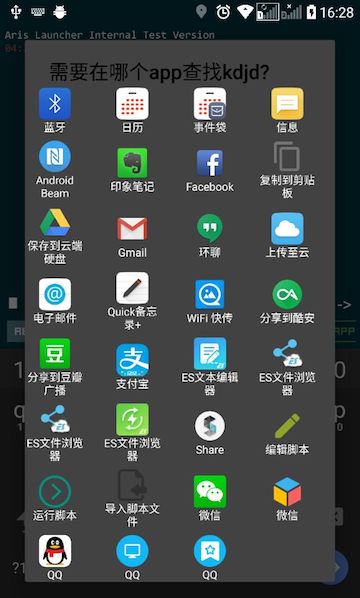 16:28
Aris Launcher Internal Test Version
04:
需要在哪个app查找kdjd?
蓝牙
日历
事件袋
信息
Android
Beam
印象笔记
Facebook
复制到剪贴
板
保存到云端
硬盘
Gmail
环聊
上传至云
电子邮件
Quick备忘
录+
WiFi 快传
分享到酷安
->
RE
APP
分享到豆瓣
广播
支付宝
ES文本编辑
器
ES文件浏览
器
1
0
ES文件浏览
器
ES文件浏览
器
Share
编辑脚本
q
p
运行脚本
导入脚本文
件
微信
微信
?1
QQ
QQ
QQ